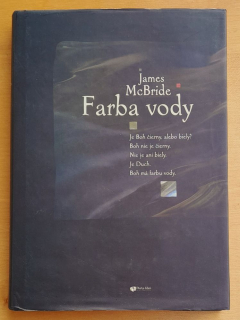 James
McBride
Farba vody
Je Boh čierny, alebo biely?
Boh nie je čierny.
Nie je ani biely.
Je Duch.
Boh má farbu vody.